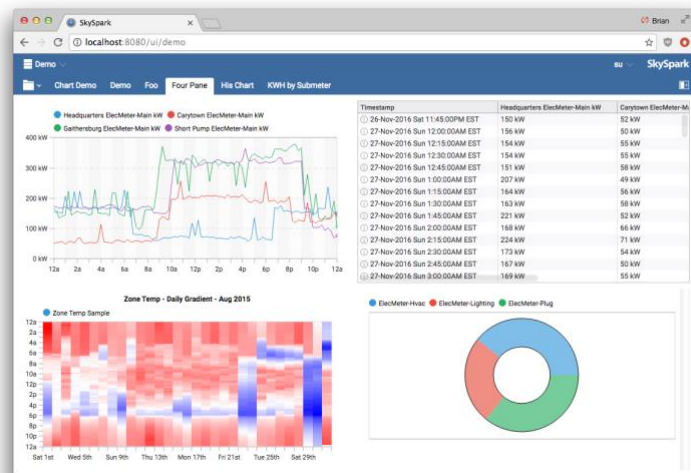 SkySpark
Brian
localhost:8080/ui/demo
Demo
su
SkySpark
Chart Demo Demo Foo Four Pane His Chart KWH by Submeter
Headquarters ElecMeter-Main kW Carytown ElecMeter-Main kW
Gaithersburg ElecMeter-Main kW Short Pump ElecMeter-Main kW
400 kW
300 kW
200 kW
100 kW
0 kW
12a 2a 4a 6a 8a 10a 12p 2p 4p 6p 8p 10p 12a
Timestamp Headquarters ElecMeter-Main kW Carytown ElecMeter-M
26-Nov-2016 Sat 11:45:00PM EST 150 kW 52 kW
27-Nov-2016 Sun 12:00:00AM EST 156 kW 50 kW
27-Nov-2016 Sun 12:15:00AM EST 154 kW 55 kW
27-Nov-2016 Sun 12:30:00AM EST 154 kW 55 kW
27-Nov-2016 Sun 12:45:00AM EST 151 kW 58 kW
27-Nov-2016 Sun 1:00:00AM EST 207 kW 49 kW
27-Nov-2016 Sun 1:15:00AM EST 164 kW 56 kW
27-Nov-2016 Sun 1:30:00AM EST 163 kW 58 kW
27-Nov-2016 Sun 1:45:00AM EST 221 kW 52 kW
27-Nov-2016 Sun 2:00:00AM EST 168 kW 66 kW
27-Nov-2016 Sun 2:15:00AM EST 224 kW 71 kW
27-Nov-2016 Sun 2:30:00AM EST 173 kW 54 kW
27-Nov-2016 Sun 2:45:00AM EST 167 kW 50 kW
27-Nov-2016 Sun 3:00:00AM EST 169 kW 55 kW
Zone Temp - Daily Gradient - Aug 2015
Zone Temp Sample
12a
2a
4a
6a
8a
10a
12p
2p
4p
6p
8p
10p
12a
Sat 1st Wed 5th Sun 9th Thu 13th Mon 17th Fri 21st Tue 25th Sat 29th
ElecMeter-Hvac ElecMeter-Lighting ElecMeter-Plug